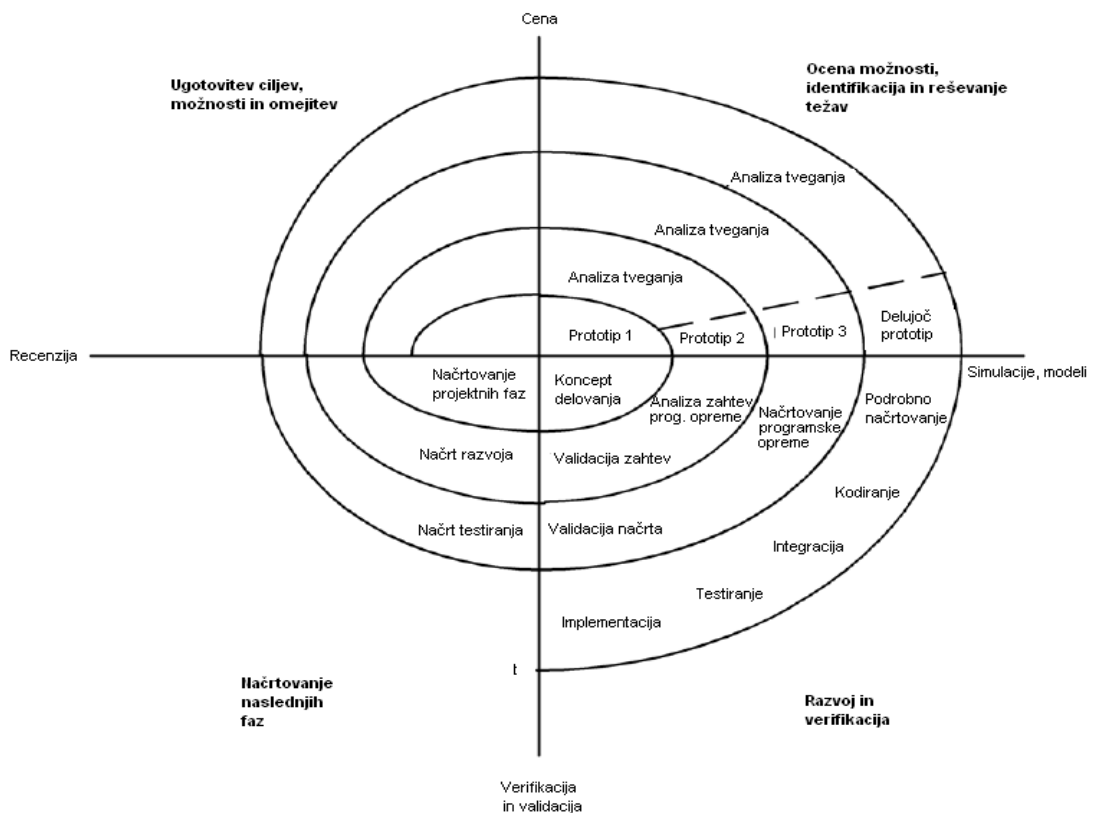 Cena
Ugotovitev ciljev,
možnosti in omejitev
Ocena možnosti,
identifikacija in reševanje
težav
Analiza tveganja
Analiza tveganja
Analiza tveganja
Prototip 1
Prototip 2
Prototip 3
Delujoč
prototip
Recenzija
Simulacije, modeli
Načrtovanje
projektnih faz
Koncept
delovanja
Analiza zahtev
prog. opreme
Načrtovanje
programske
opreme
Podrobno
načrtovanje
Načrt razvoja
Validacija zahtev
Kodiranje
Načrt testiranja
Validacija načrta
Integracija
Testiranje
Implementacija
t
Načrtovanje
naslednjih
faz
Razvoj in
verifikacija
Verifikacija
in validacija